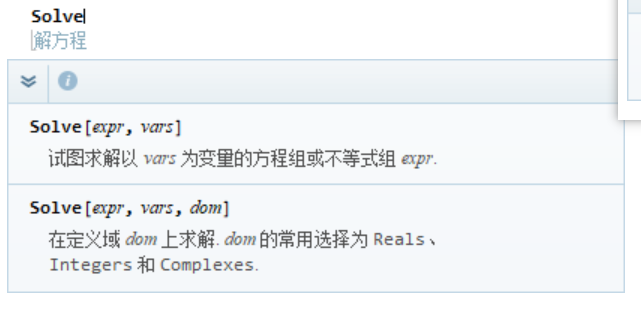 Solve
解方程
Solve[expr, vars]
试图求解以 vars 为变量的方程组或不等式组 expr.
Solve[expr, vars, dom]
在定义域 dom 上求解. dom 的常用选择为 Reals、
Integers 和 Complexes.